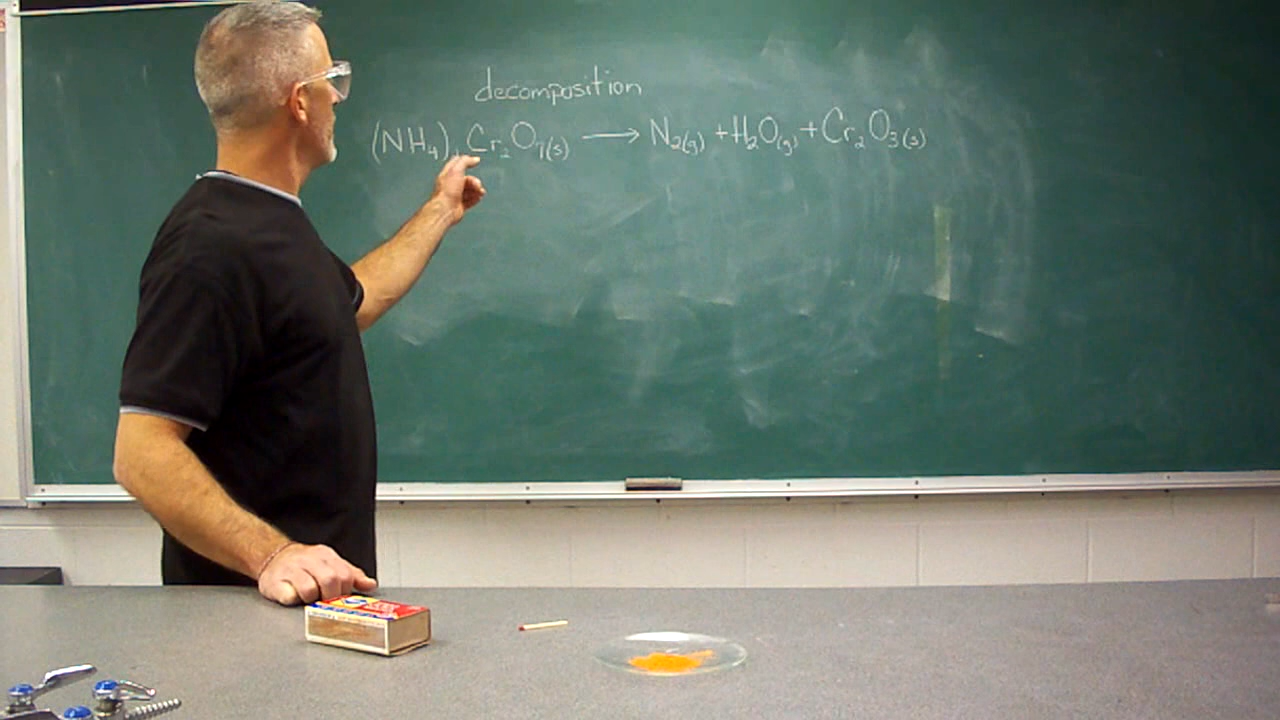 decomposition
(NH₄)₂Cr₂O₇(s) → N₂(g) + H₂O(g) + Cr₂O₃(s)